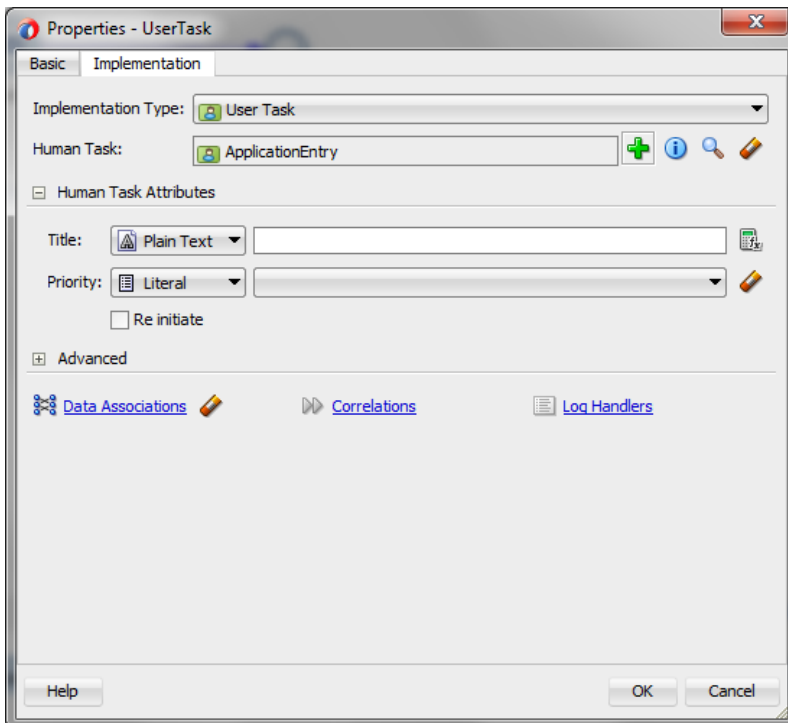 Properties - UserTask
Basic Implementation
Implementation Type: User Task
Human Task: ApplicationEntry
Human Task Attributes
Title: Plain Text
Priority: Literal
Re initiate
Advanced
Data Associations Correlations Log Handlers
Help OK Cancel